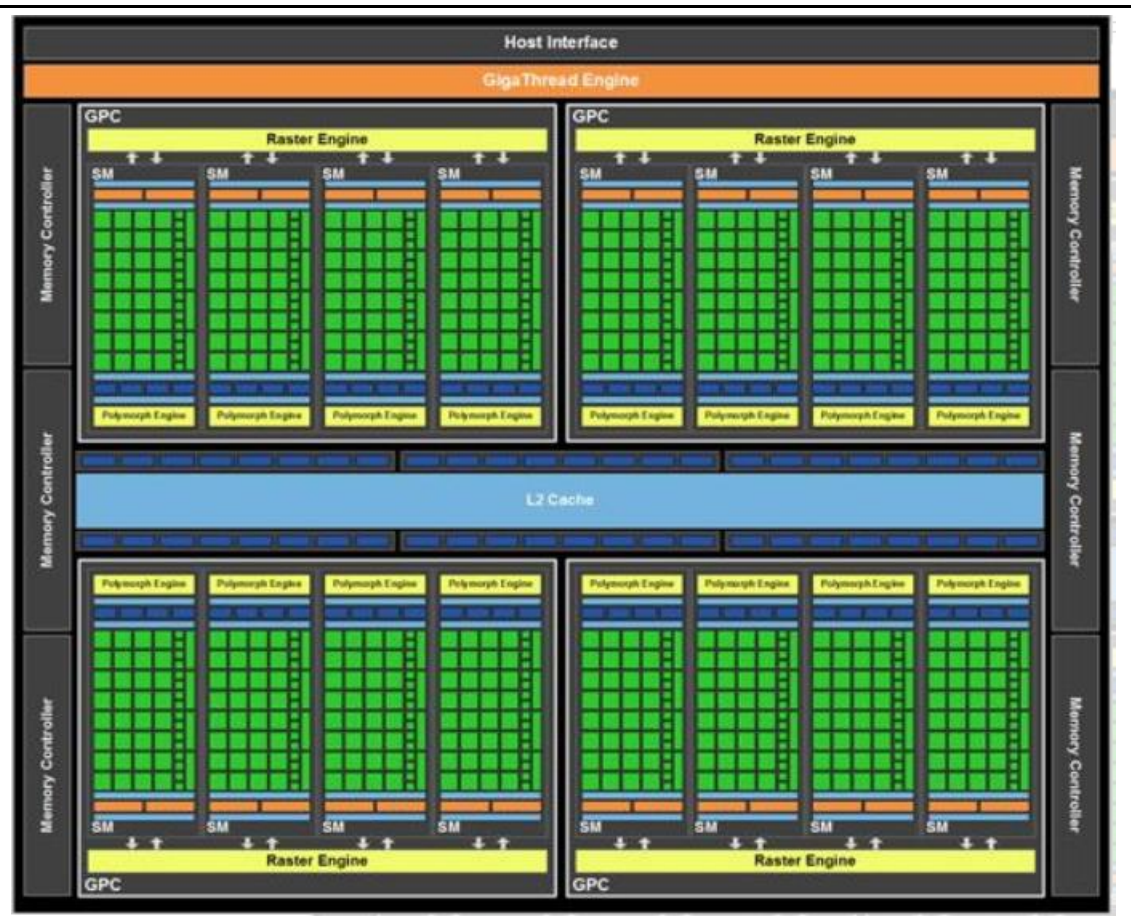 Host Interface
GigaThread Engine
Memory Controller
Memory Controller
Memory Controller
GPC
Raster Engine
SM SM SM SM
Polymorph Engine Polymorph Engine Polymorph Engine Polymorph Engine
GPC
Raster Engine
SM SM SM SM
Polymorph Engine Polymorph Engine Polymorph Engine Polymorph Engine
L2 Cache
Polymorph Engine Polymorph Engine Polymorph Engine Polymorph Engine
SM SM SM SM
Raster Engine
GPC
Polymorph Engine Polymorph Engine Polymorph Engine Polymorph Engine
SM SM SM SM
Raster Engine
GPC
Memory Controller
Memory Controller
Memory Controller